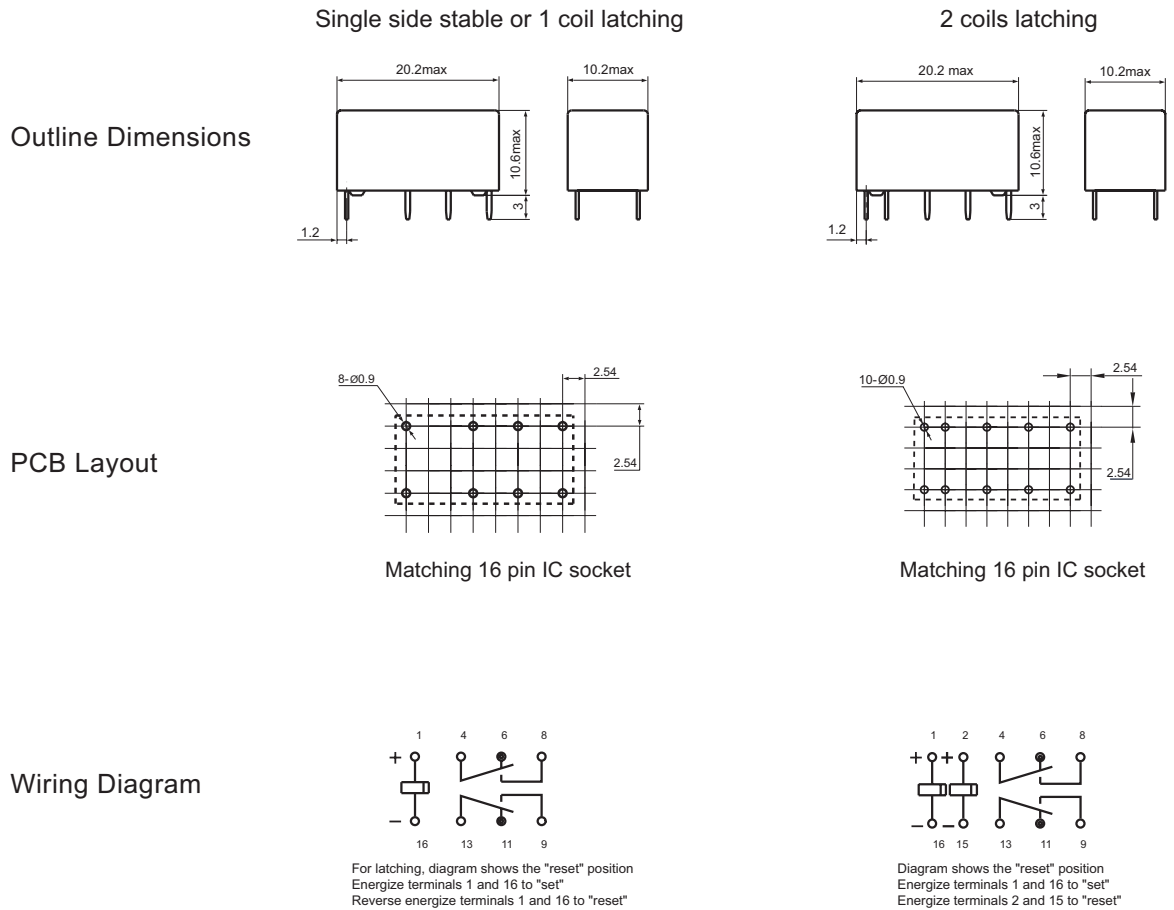 Single side stable or 1 coil latching
2 coils latching
Outline Dimensions
20.2max
10.2max
10.6max
3
1.2
20.2 max
10.2max
10.6max
3
1.2
PCB Layout
8-Ø0.9
2.54
2.54
10-Ø0.9
2.54
2.54
Matching 16 pin IC socket
Matching 16 pin IC socket
Wiring Diagram
1 4 6 8
+
−
16 13 11 9
For latching, diagram shows the "reset" position
Energize terminals 1 and 16 to "set"
Reverse energize terminals 1 and 16 to "reset"
1 2 4 6 8
+ +
− −
16 15 13 11 9
Diagram shows the "reset" position
Energize terminals 1 and 16 to "set"
Energize terminals 2 and 15 to "reset"